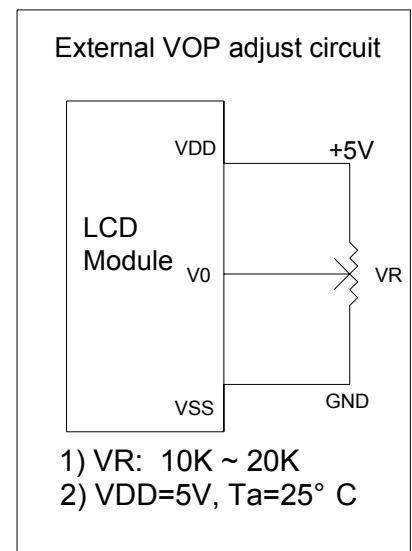 External VOP adjust circuit
VDD
+5V
LCD
Module
V0
VR
VSS
GND
1) VR: 10K ~ 20K
2) VDD=5V, Ta=25° C